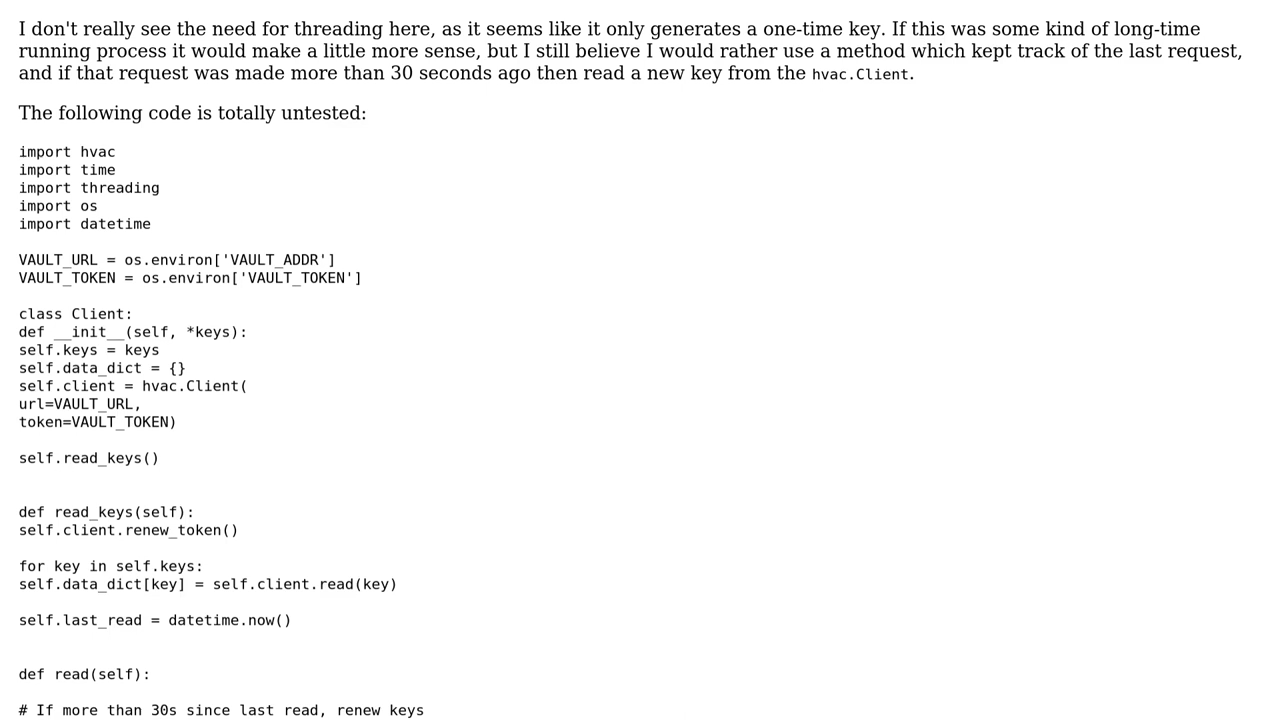 I don't really see the need for threading here, as it seems like it only generates a one-time key. If this was some kind of long-time
running process it would make a little more sense, but I still believe I would rather use a method which kept track of the last request,
and if that request was made more than 30 seconds ago then read a new key from the hvac.Client.
The following code is totally untested:
import hvac
import time
import threading
import os
import datetime
VAULT_URL = os.environ['VAULT_ADDR']
VAULT_TOKEN = os.environ['VAULT_TOKEN']
class Client:
def __init__(self, *keys):
self.keys = keys
self.data_dict = {}
self.client = hvac.Client(
url=VAULT_URL,
token=VAULT_TOKEN)
self.read_keys()
def read_keys(self):
self.client.renew_token()
for key in self.keys:
self.data_dict[key] = self.client.read(key)
self.last_read = datetime.now()
def read(self):
# If more than 30s since last read, renew keys